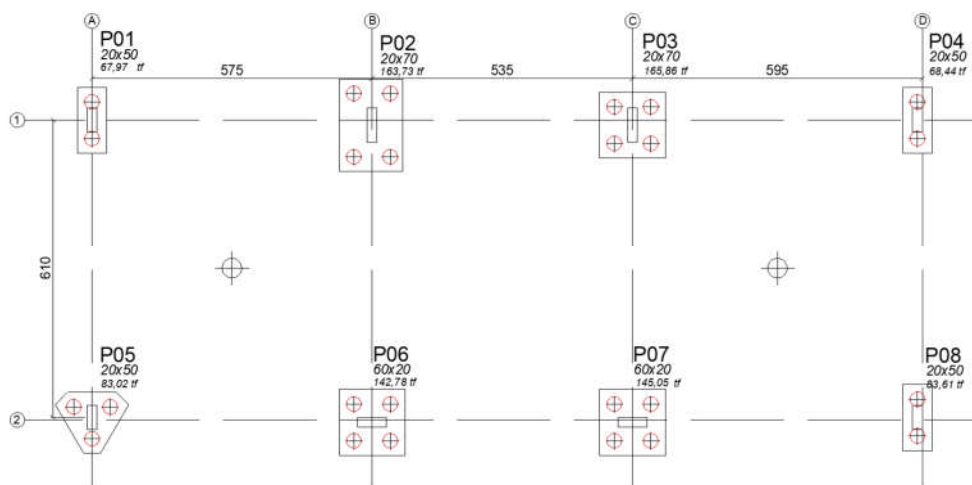 A
B
C
D
P01
20x50
67,97 tf
P02
20x70
163,73 tf
P03
20x70
165,86 tf
P04
20x50
68,44 tf
575
535
595
1
610
P05
20x50
83,02 tf
P06
60x20
142,78 tf
P07
60x20
145,05 tf
P08
20x50
83,61 tf
2